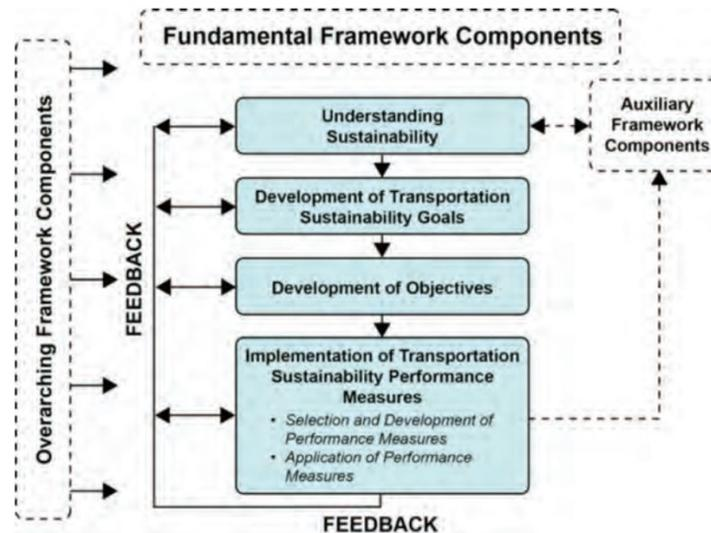 Fundamental Framework Components
Overarching Framework Components
Understanding
Sustainability
Auxiliary
Framework
Components
Development of Transportation
Sustainability Goals
Development of Objectives
Implementation of Transportation
Sustainability Performance
Measures
• Selection and Development of
Performance Measures
• Application of Performance
Measures
FEEDBACK
FEEDBACK